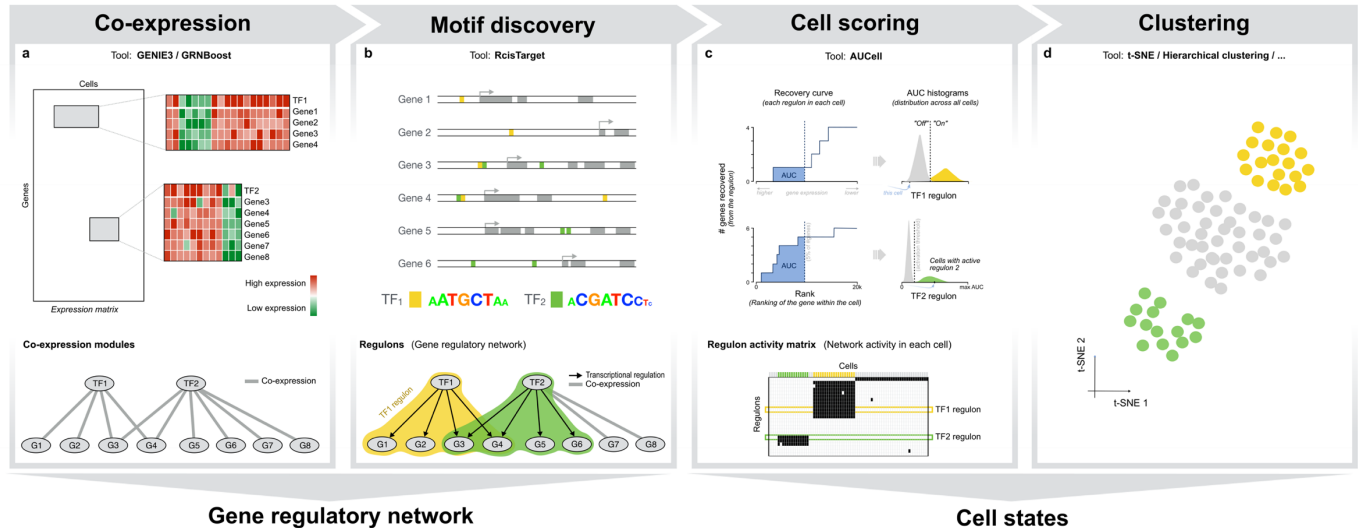 Co-expression
Motif discovery
Cell scoring
Clustering
a
Tool: GENIE3 / GRNBoost
Cells
Genes
Expression matrix
TF1
Gene1
Gene2
Gene3
Gene4
TF2
Gene3
Gene4
Gene5
Gene6
Gene7
Gene8
High expression
Low expression
Co-expression modules
TF1
TF2
Co-expression
G1
G2
G3
G4
G5
G6
G7
G8
b
Tool: RcisTarget
Gene 1
Gene 2
Gene 3
Gene 4
Gene 5
Gene 6
TF1
AATGCTAA
TF2
ACGATCCTC
Regulons (Gene regulatory network)
TF1
TF2
Transcriptional regulation
Co-expression
TF1 regulon
G1
G2
G3
G4
G5
G6
G7
G8
c
Tool: AUCell
Recovery curve
(each regulon in each cell)
AUC histograms
(distribution across all cells)
# genes recovered
(from the regulon)
4
2
0
AUC
higher
gene expression
lower
"Off"
"On"
this cell
TF1 regulon
6
4
2
0
AUC
0
20k
Rank
(Ranking of the gene within the cell)
Cells with active
regulon 2
max AUC
TF2 regulon
Regulon activity matrix (Network activity in each cell)
Cells
Regulons
TF1 regulon
TF2 regulon
d
Tool: t-SNE / Hierarchical clustering / ...
t-SNE 2
t-SNE 1
Gene regulatory network
Cell states